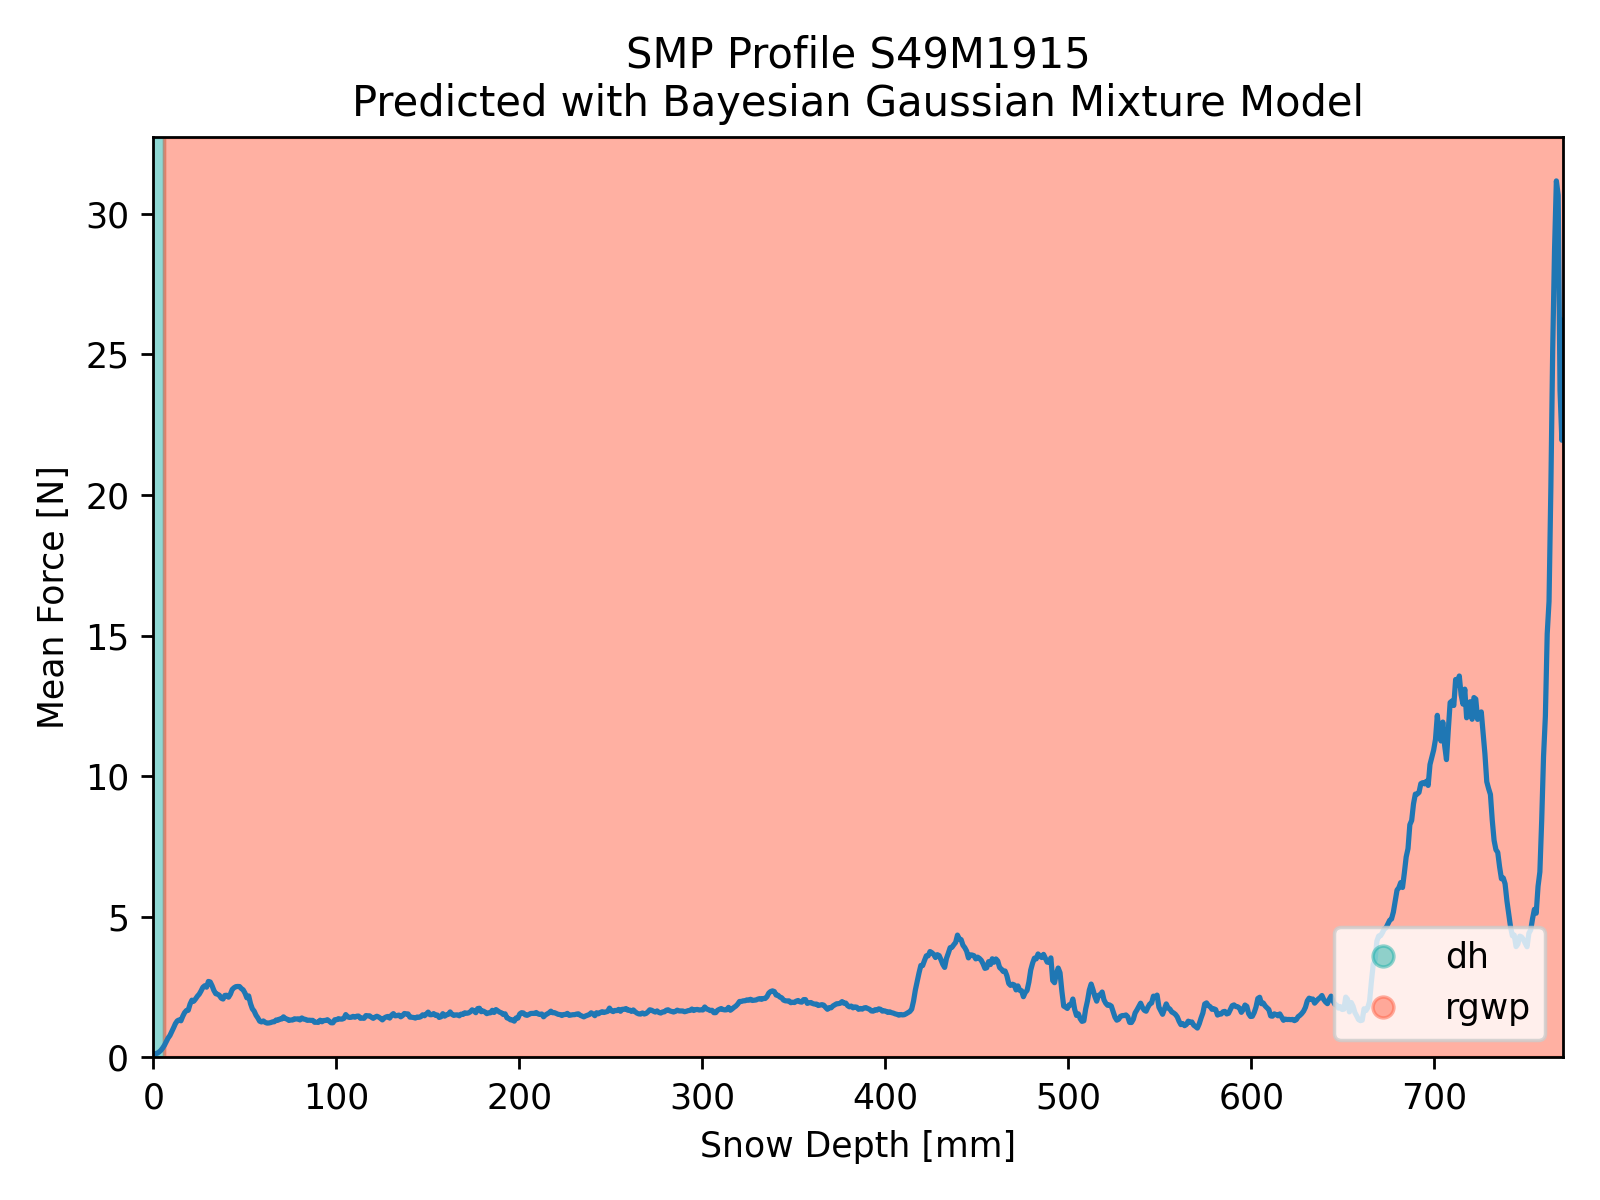 SMP Profile S49M1915
Predicted with Bayesian Gaussian Mixture Model
Mean Force [N]
30
25
20
15
10
5
0
0 100 200 300 400 500 600 700
Snow Depth [mm]
dh
rgwp